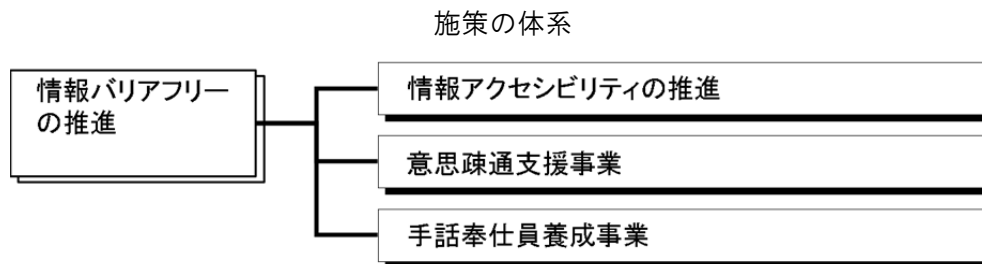 施策の体系
情報バリアフリー
の推進
情報アクセシビリティの推進
意思疎通支援事業
手話奉仕員養成事業